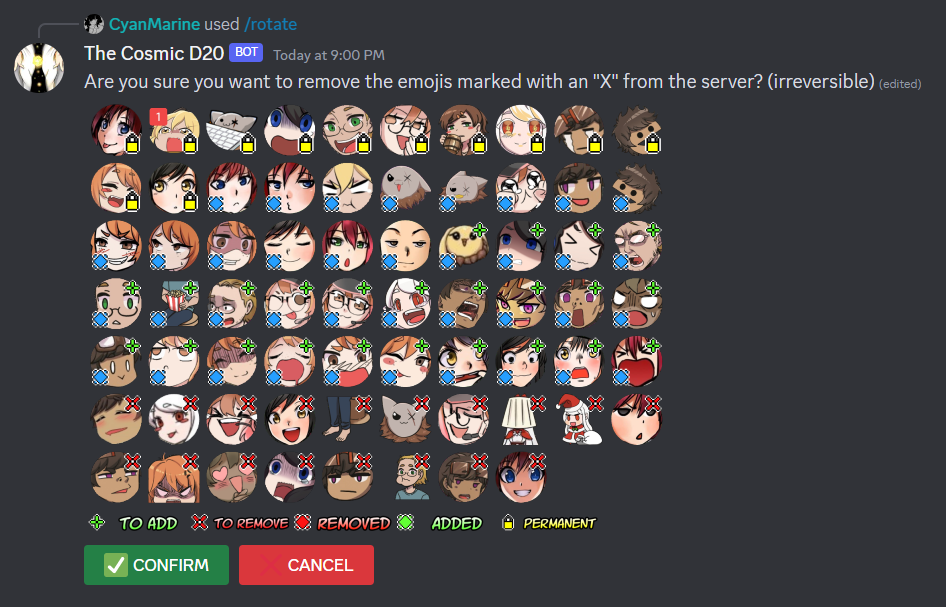 CyanMarine used /rotate
The Cosmic D20 BOT Today at 9:00 PM
Are you sure you want to remove the emojis marked with an "X" from the server? (irreversible) (edited)
1
TO ADD TO REMOVE REMOVED ADDED PERMANENT
CONFIRM CANCEL